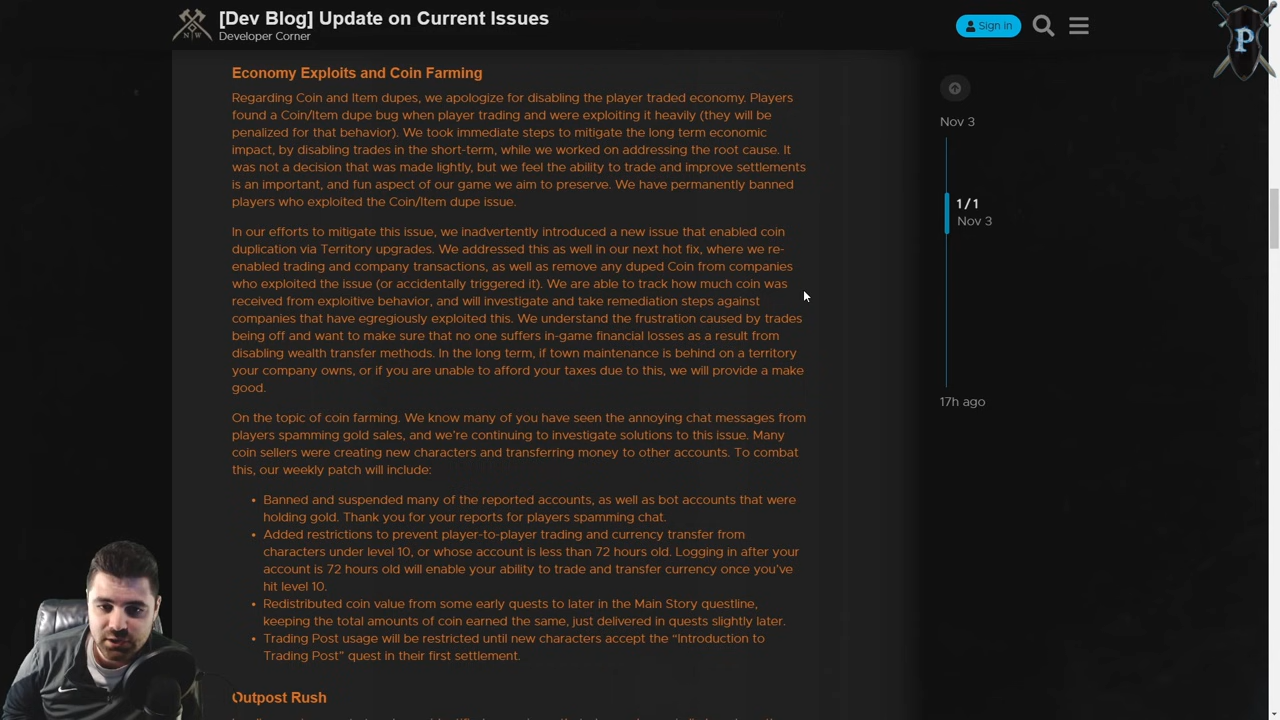 [Dev Blog] Update on Current Issues
Developer Corner
N W
Sign in
P
Economy Exploits and Coin Farming
Regarding Coin and Item dupes, we apologize for disabling the player traded economy. Players
found a Coin/Item dupe bug when player trading and were exploiting it heavily (they will be
penalized for that behavior). We took immediate steps to mitigate the long term economic
impact, by disabling trades in the short-term, while we worked on addressing the root cause. It
was not a decision that was made lightly, but we feel the ability to trade and improve settlements
is an important, and fun aspect of our game we aim to preserve. We have permanently banned
players who exploited the Coin/Item dupe issue.
In our efforts to mitigate this issue, we inadvertently introduced a new issue that enabled coin
duplication via Territory upgrades. We addressed this as well in our next hot fix, where we re-
enabled trading and company transactions, as well as remove any duped Coin from companies
who exploited the issue (or accidentally triggered it). We are able to track how much coin was
received from exploitive behavior, and will investigate and take remediation steps against
companies that have egregiously exploited this. We understand the frustration caused by trades
being off and want to make sure that no one suffers in-game financial losses as a result from
disabling wealth transfer methods. In the long term, if town maintenance is behind on a territory
your company owns, or if you are unable to afford your taxes due to this, we will provide a make
good.
On the topic of coin farming. We know many of you have seen the annoying chat messages from
players spamming gold sales, and we're continuing to investigate solutions to this issue. Many
coin sellers were creating new characters and transferring money to other accounts. To combat
this, our weekly patch will include:
• Banned and suspended many of the reported accounts, as well as bot accounts that were
holding gold. Thank you for your reports for players spamming chat.
• Added restrictions to prevent player-to-player trading and currency transfer from
characters under level 10, or whose account is less than 72 hours old. Logging in after your
account is 72 hours old will enable your ability to trade and transfer currency once you've
hit level 10.
• Redistributed coin value from some early quests to later in the Main Story questline,
keeping the total amounts of coin earned the same, just delivered in quests slightly later.
• Trading Post usage will be restricted until new characters accept the “Introduction to
Trading Post” quest in their first settlement.
Outpost Rush
Nov 3
1/1
Nov 3
17h ago